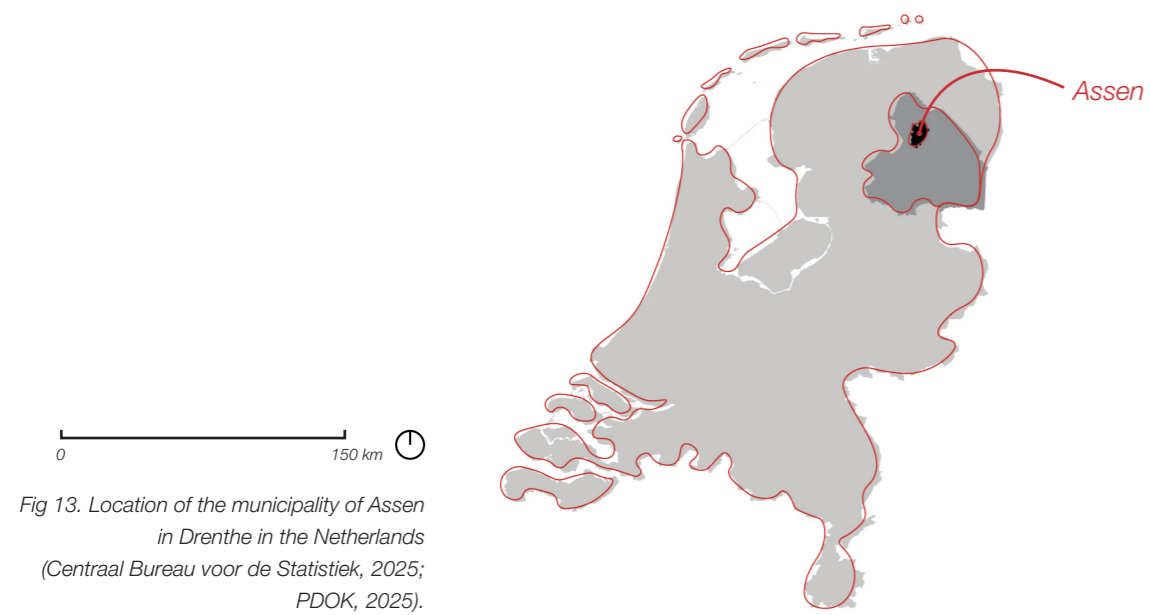 Assen
0 150 km
Fig 13. Location of the municipality of Assen
in Drenthe in the Netherlands
(Centraal Bureau voor de Statistiek, 2025;
PDOK, 2025).